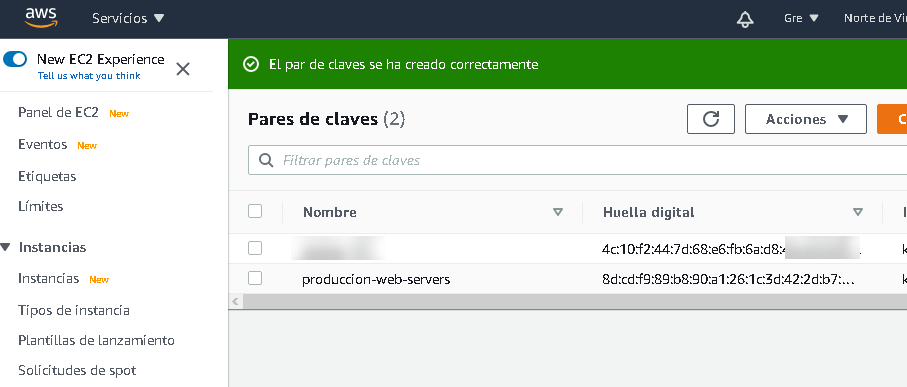 aws Servicios Gre Norte de Vi
New EC2 Experience
Tell us what you think
El par de claves se ha creado correctamente
Panel de EC2 New
Eventos New
Etiquetas
Límites
Instancias
Instancias New
Tipos de instancia
Plantillas de lanzamiento
Solicitudes de spot
Pares de claves (2)
Acciones
C
Filtrar pares de claves
Nombre Huella digital
4c:10:f2:44:7d:68:e6:fb:6a:d8:
produccion-web-servers 8d:cd:f9:89:b8:90:a1:26:1c:3d:42:2d:b7:...